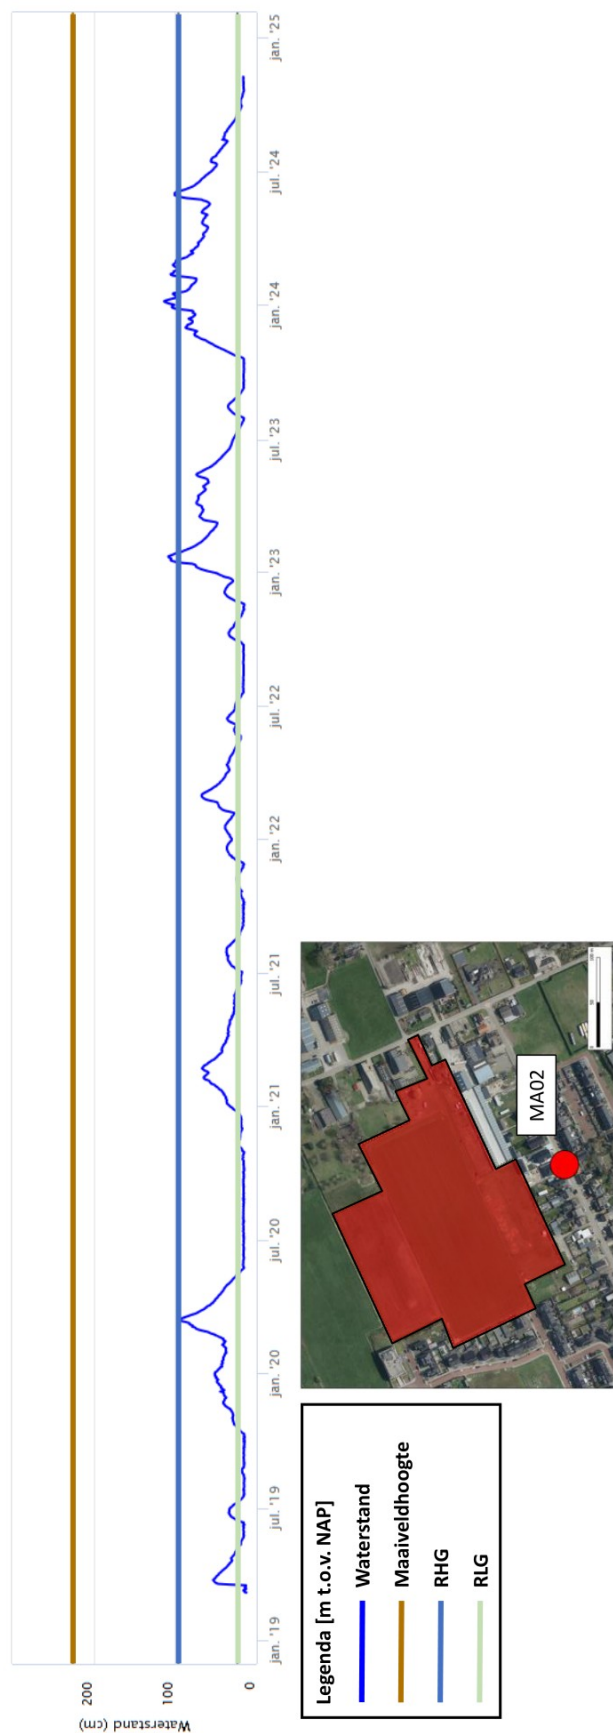 Waterstand (cm)
200
100
0
jan. '19
jul. '19
jan. '20
jul. '20
jan. '21
jul. '21
jan. '22
jul. '22
jan. '23
jul. '23
jan. '24
jul. '24
jan. '25
Legenda [m t.o.v. NAP]
Waterstand
Maaiveldhoogte
RHG
RLG
MA02